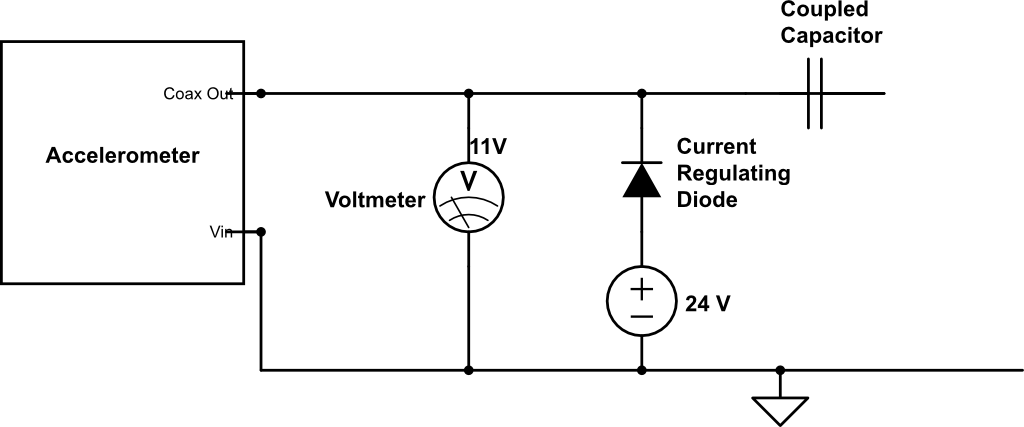 Coupled
Capacitor
Coax Out
11V
Current
Regulating
Diode
Accelerometer
V
Voltmeter
Vin
+
24 V
−